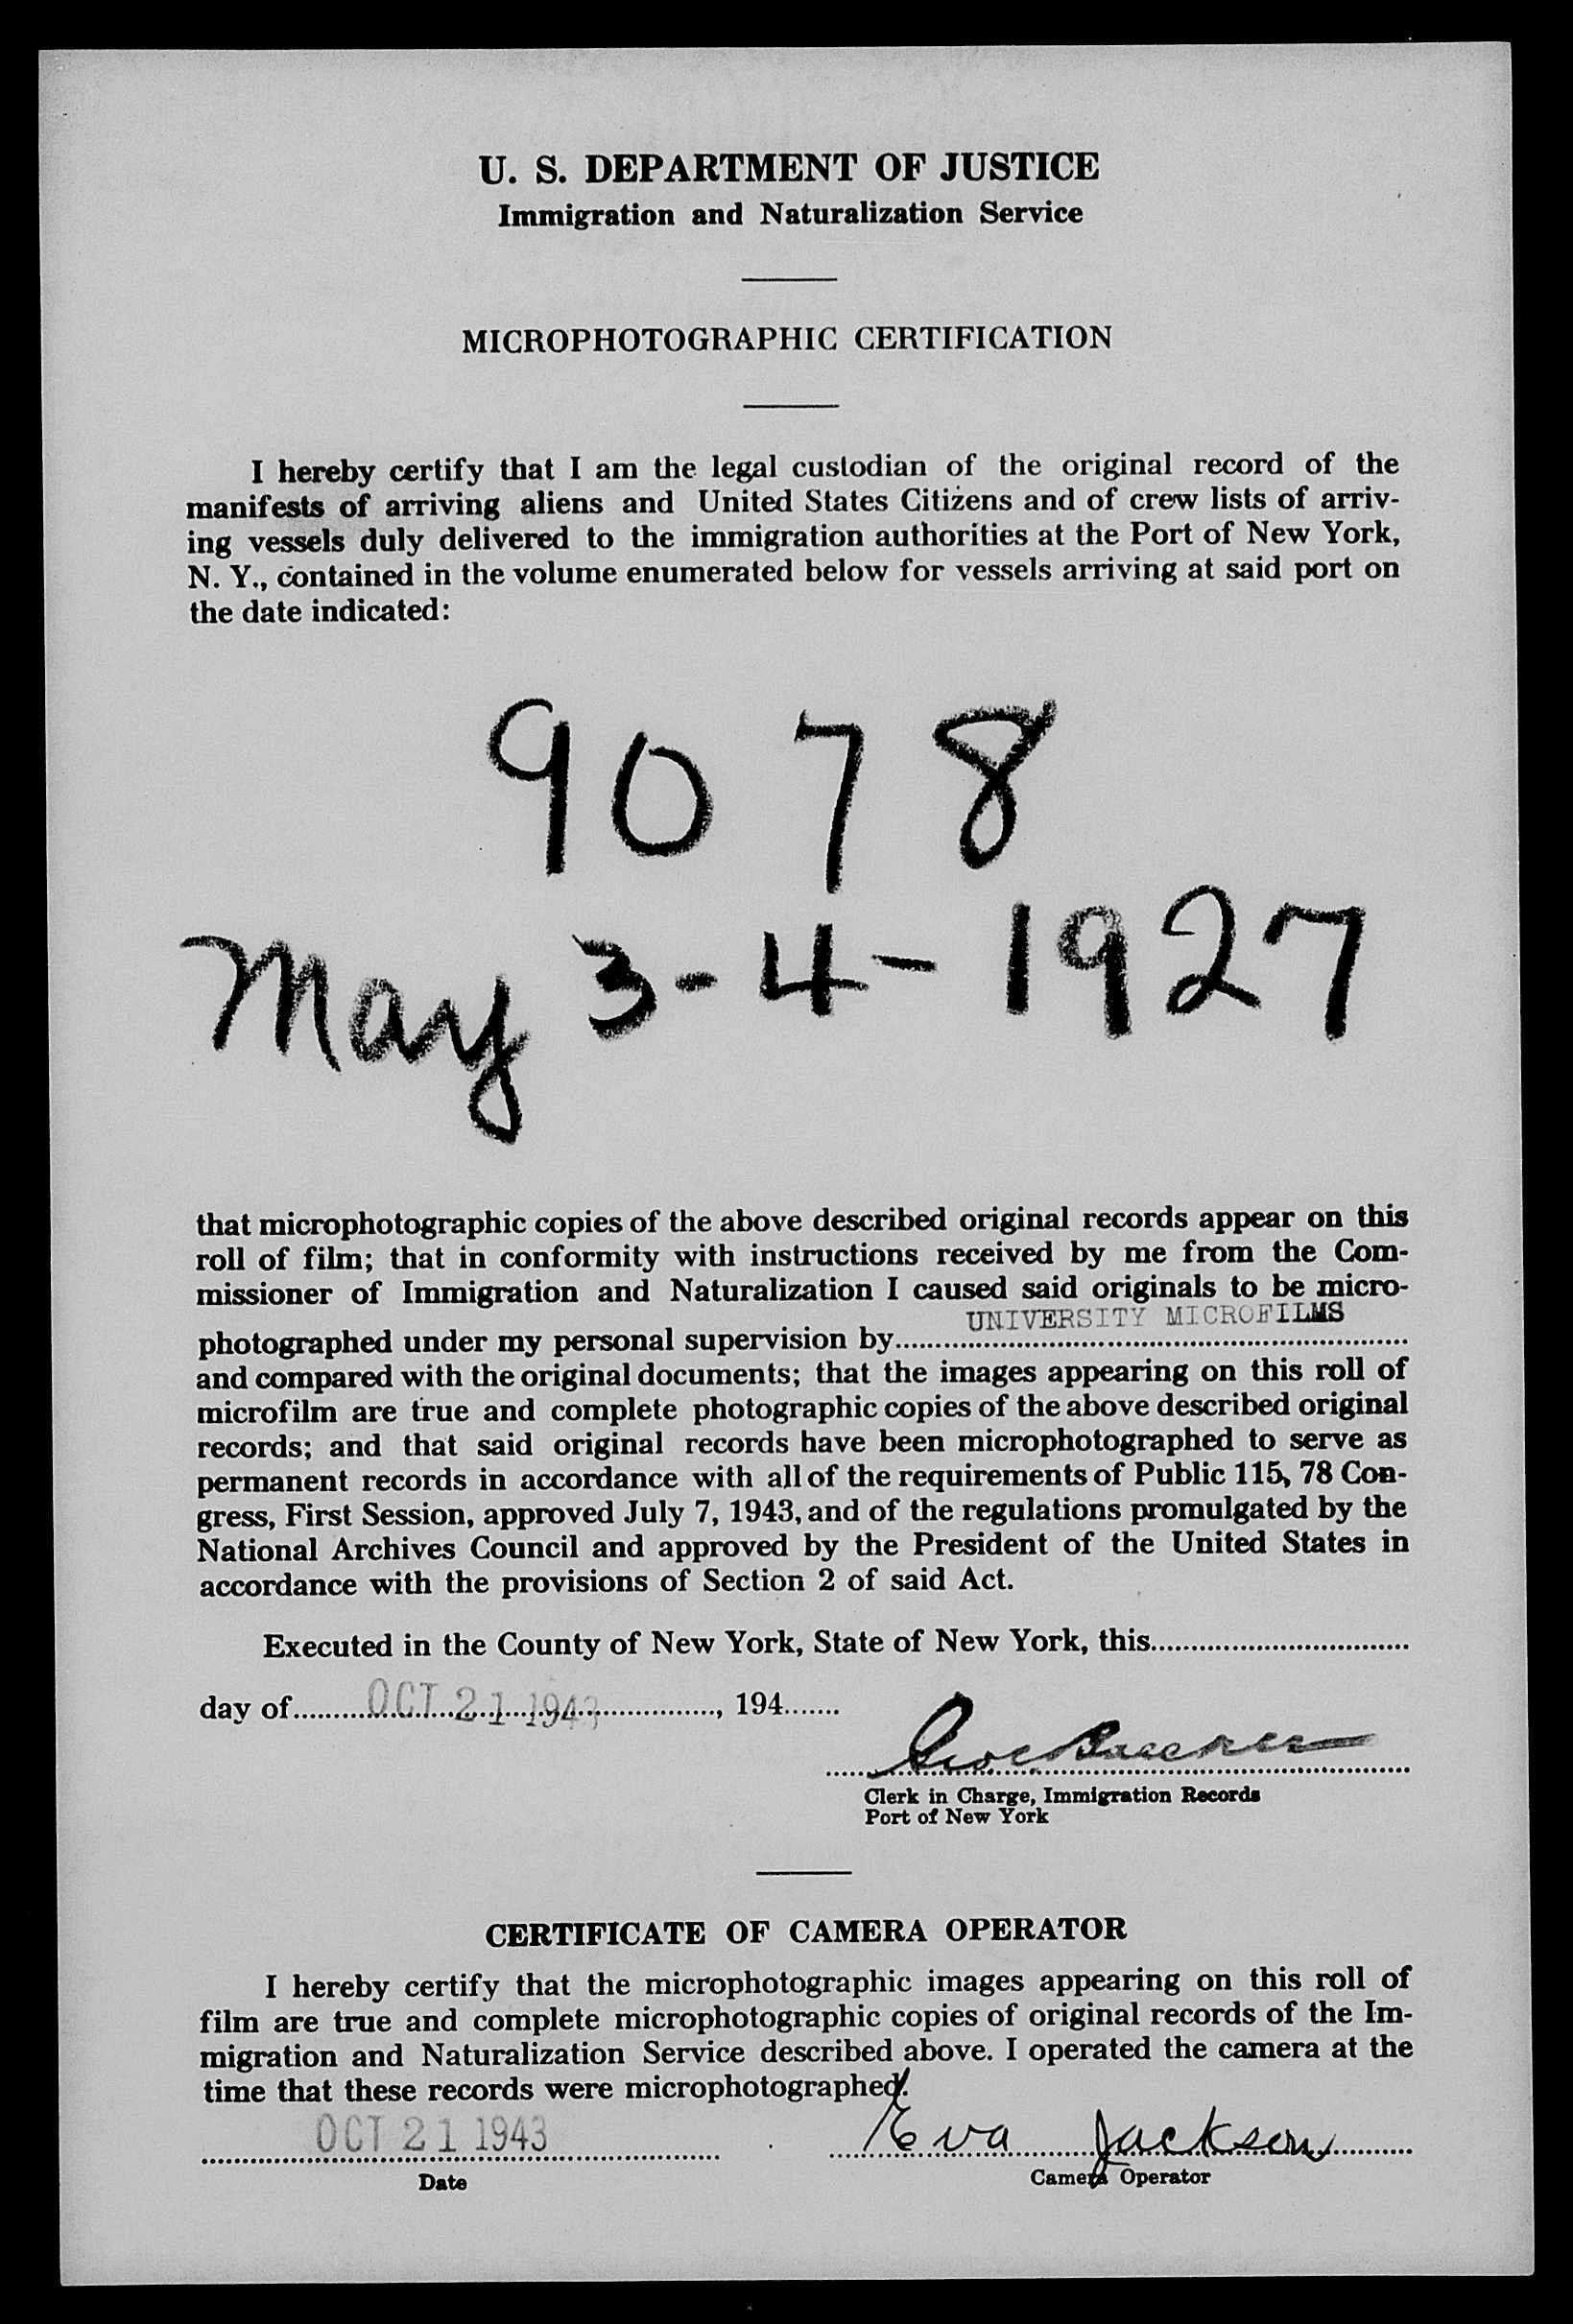 U. S. DEPARTMENT OF JUSTICE
Immigration and Naturalization Service
MICROPHOTOGRAPHIC CERTIFICATION
I hereby certify that I am the legal custodian of the original record of the
manifests of arriving aliens and United States Citizens and of crew lists of arriv-
ing vessels duly delivered to the immigration authorities at the Port of New York,
N. Y., contained in the volume enumerated below for vessels arriving at said port on
the date indicated:
9078
May 3-4-1927
that microphotographic copies of the above described original records appear on this
roll of film; that in conformity with instructions received by me from the Com-
missioner of Immigration and Naturalization I caused said originals to be micro-
photographed under my personal supervision by UNIVERSITY MICROFILMS
and compared with the original documents; that the images appearing on this roll of
microfilm are true and complete photographic copies of the above described original
records; and that said original records have been microphotographed to serve as
permanent records in accordance with all of the requirements of Public 115, 78 Con-
gress, First Session, approved July 7, 1943, and of the regulations promulgated by the
National Archives Council and approved by the President of the United States in
accordance with the provisions of Section 2 of said Act.
Executed in the County of New York, State of New York, this
day of OCT 21 1943, 194
Clerk in Charge, Immigration Records
Port of New York
CERTIFICATE OF CAMERA OPERATOR
I hereby certify that the microphotographic images appearing on this roll of
film are true and complete microphotographic copies of original records of the Im-
migration and Naturalization Service described above. I operated the camera at the
time that these records were microphotographed.
OCT 21 1943 Eva Jackson
Date Camera Operator